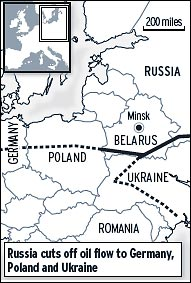 200 miles
RUSSIA
Minsk
BELARUS
GERMANY
POLAND
UKRAINE
ROMANIA
Russia cuts off oil flow to Germany,
Poland and Ukraine